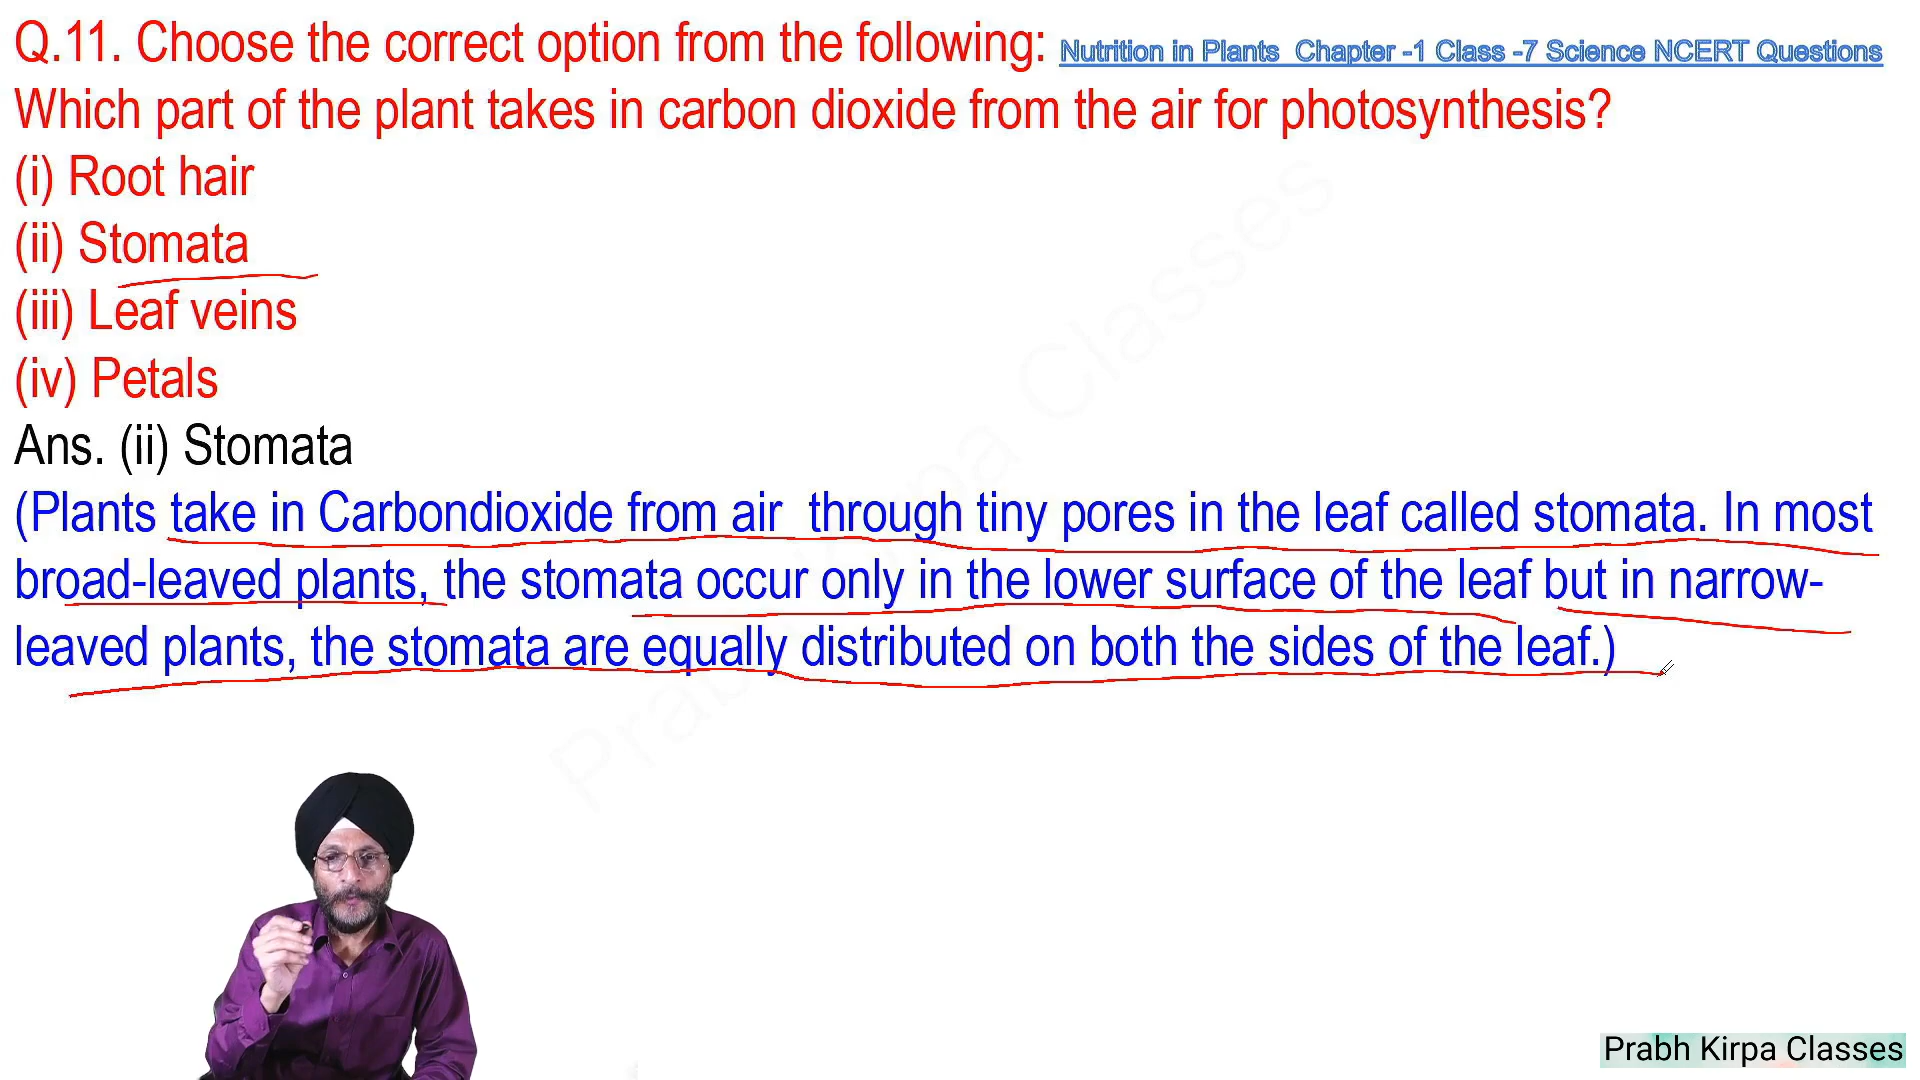 Q.11. Choose the correct option from the following: Nutrition in Plants Chapter -1 Class -7 Science NCERT Questions
Which part of the plant takes in carbon dioxide from the air for photosynthesis?
(i) Root hair
(ii) Stomata
(iii) Leaf veins
(iv) Petals
Ans. (ii) Stomata
(Plants take in Carbondioxide from air through tiny pores in the leaf called stomata. In most
broad-leaved plants, the stomata occur only in the lower surface of the leaf but in narrow-
leaved plants, the stomata are equally distributed on both the sides of the leaf.)
Prabh Kirpa Classes
Prabh Kirpa Classes